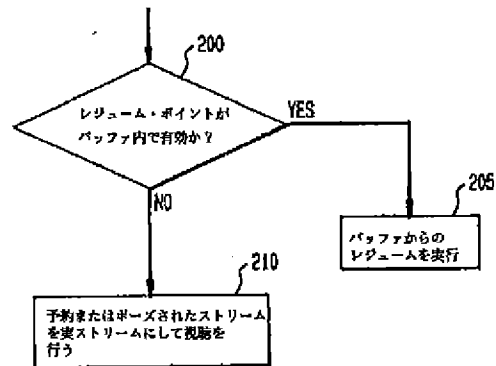 200
レジューム・ポイントが
バッファ内で有効か？
YES
NO
205
バッファからの
レジュームを実行
210
予約またはポーズされたストリーム
を実ストリームにして視聴を
行う